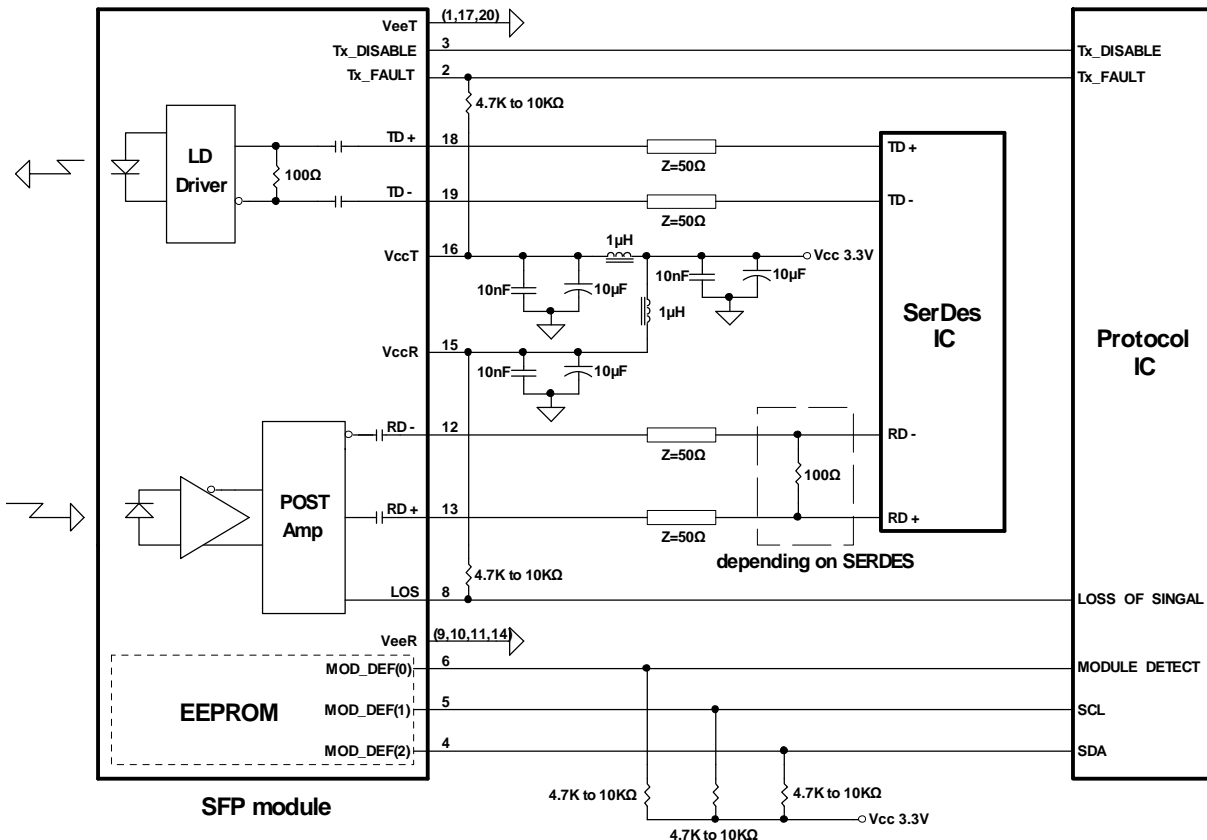 VeeT (1,17,20)
Tx_DISABLE 3 Tx_DISABLE
Tx_FAULT 2 Tx_FAULT
4.7K to 10KΩ
LD
Driver
100Ω
TD+ 18 Z=50Ω TD+
TD- 19 Z=50Ω TD-
VccT 16 1µH Vcc 3.3V
10nF 10µF 10nF 10µF
1µH
SerDes
IC
Protocol
IC
VccR 15
10nF 10µF
RD- 12 Z=50Ω RD-
100Ω
POST
Amp
RD+ 13 Z=50Ω RD+
depending on SERDES
4.7K to 10KΩ
LOS 8 LOSS OF SINGAL
VeeR (9,10,11,14)
MOD_DEF(0) 6 MODULE DETECT
EEPROM
MOD_DEF(1) 5 SCL
MOD_DEF(2) 4 SDA
SFP module
4.7K to 10KΩ 4.7K to 10KΩ
4.7K to 10KΩ
Vcc 3.3V